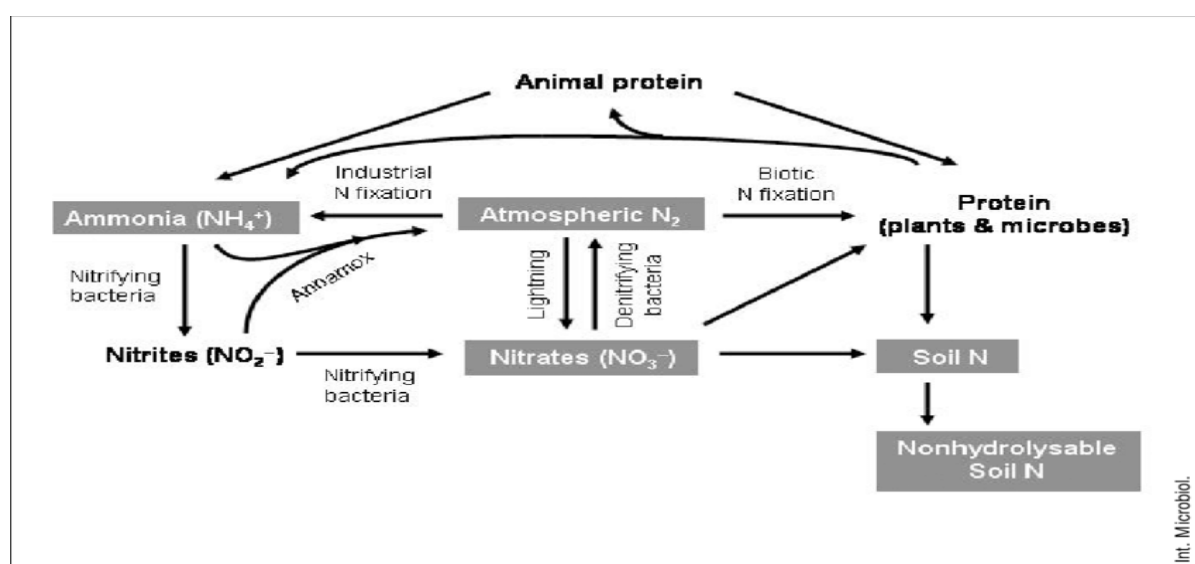 Animal protein
Industrial
N fixation
Biotic
N fixation
Ammonia (NH₄⁺)
Atmospheric N₂
Protein
(plants & microbes)
Nitrifying
bacteria
Annamox
Lightning
Denitrifying
bacteria
Nitrites (NO₂⁻)
Nitrifying
bacteria
Nitrates (NO₃⁻)
Soil N
Nonhydrolysable
Soil N
Int. Microbiol.